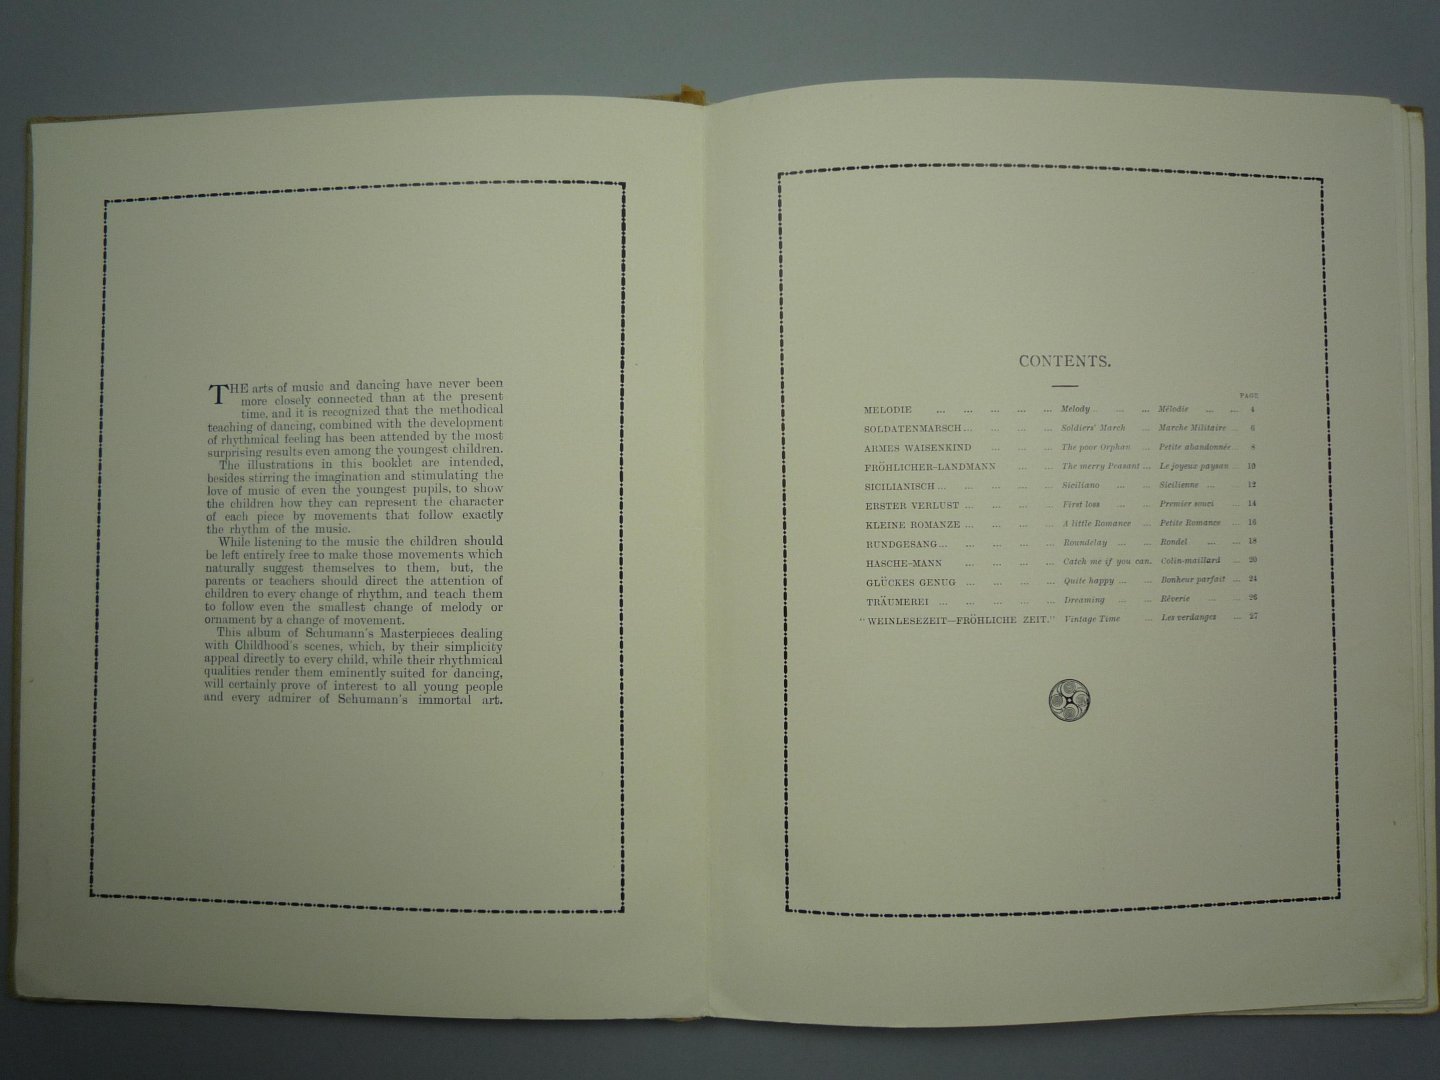 THE arts of music and dancing have never been
more closely connected than at the present
time, and it is recognized that the methodical
teaching of dancing, combined with the development
of rhythmical feeling has been attended by the most
surprising results even among the youngest children.
The illustrations in this booklet are intended,
besides stirring the imagination and stimulating the
love of music of even the youngest pupils, to show
the children how they can represent the character
of each piece by movements that follow exactly
the rhythm of the music.
While listening to the music the children should
be left entirely free to make those movements which
naturally suggest themselves to them, but, the
parents or teachers should direct the attention of
children to every change of rhythm, and teach them
to follow even the smallest change of melody or
ornament by a change of movement.
This album of Schumann's Masterpieces dealing
with Childhood's scenes, which, by their simplicity
appeal directly to every child, while their rhythmical
qualities render them eminently suited for dancing,
will certainly prove of interest to all young people
and every admirer of Schumann's immortal art.
CONTENTS.
PAGE
MELODIE ... ... ... ... ... Melody ... ... ... Mélodie ... ... 4
SOLDATENMARSCH ... ... ... ... Soldiers' March ... Marche Militaire ... 6
ARMES WAISENKIND ... ... ... The poor Orphan ... Petite abandonnée ... 8
FRÖHLICHER-LANDMANN ... ... The merry Peasant ... Le joyeux paysan ... 10
SICILIANISCH ... ... ... ... ... Siciliano ... ... Sicilienne ... ... 12
ERSTER VERLUST ... ... ... ... First loss ... ... Premier souci ... 14
KLEINE ROMANZE ... ... ... ... A little Romance ... Petite Romance ... 16
RUNDGESANG ... ... ... ... ... Roundelay ... ... Rondel ... ... 18
HASCHE-MANN ... ... ... ... Catch me if you can. Colin-maillard ... 20
GLÜCKES GENUG ... ... ... ... Quite happy ... ... Bonheur parfait ... 24
TRÄUMEREI ... ... ... ... ... Dreaming ... ... Rêverie ... ... 26
"WEINLESEZEIT—FRÖHLICHE ZEIT." Vintage Time ... Les verdanges ... 27